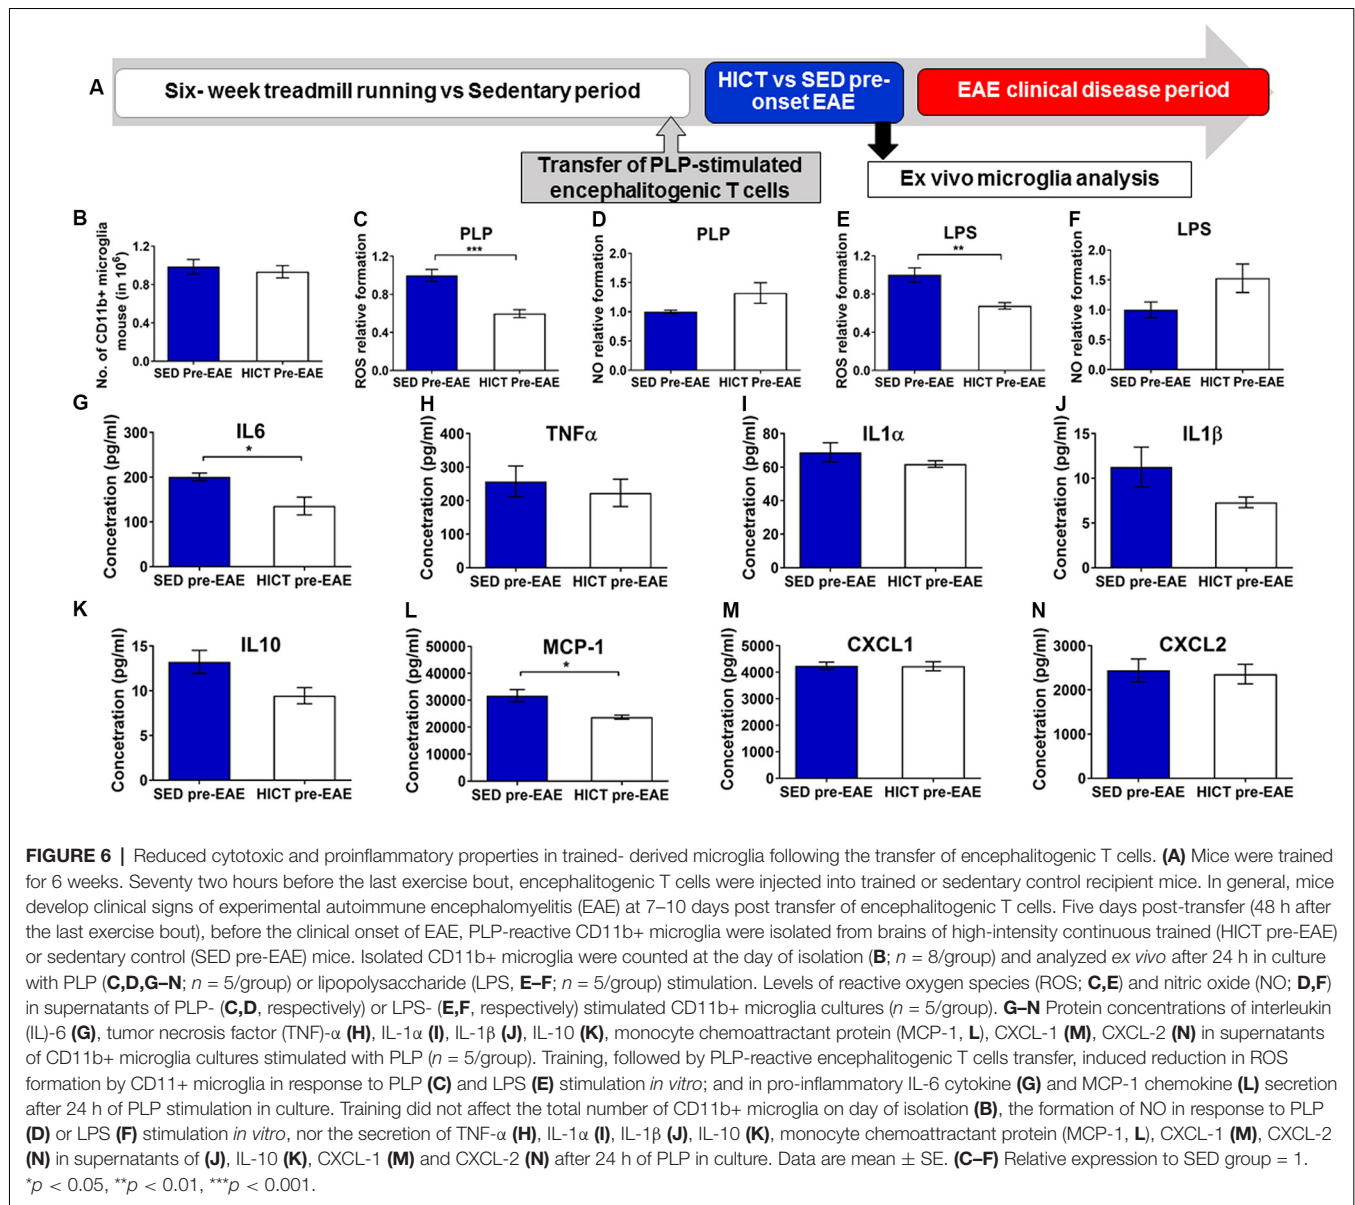 A
Six- week treadmill running vs Sedentary period
HICT vs SED pre-
onset EAE
EAE clinical disease period
Transfer of PLP-stimulated
encephalitogenic T cells
Ex vivo microglia analysis
B
No. of CD11b+ microglia
mouse (in 10⁶)
1.2
0.8
0.4
0.0
SED Pre-EAE HICT Pre-EAE
C
PLP
***
ROS relative formation
1.2
0.8
0.4
0.0
SED Pre-EAE HICT Pre-EAE
D
PLP
NO relative formation
2.0
1.5
1.0
0.5
0.0
SED Pre-EAE HICT Pre-EAE
E
LPS
**
ROS relative formation
1.2
0.8
0.4
0.0
SED Pre-EAE HICT Pre-EAE
F
LPS
NO relative formation
2.0
1.5
1.0
0.5
0.0
SED Pre-EAE HICT Pre-EAE
G
IL6
*
Concetration (pg/ml)
300
200
100
0
SED pre-EAE HICT pre-EAE
H
TNFα
Concetration (pg/ml)
400
300
200
100
0
SED pre-EAE HICT pre-EAE
I
IL1α
Concetration (pg/ml)
80
60
40
20
0
SED pre-EAE HICT pre-EAE
J
IL1β
Concetration (pg/ml)
15
10
5
0
SED pre-EAE HICT pre-EAE
K
IL10
Concetration (pg/ml)
15
10
5
0
SED pre-EAE HICT pre-EAE
L
MCP-1
*
Concetration (pg/ml)
50000
40000
30000
20000
10000
0
SED pre-EAE HICT pre-EAE
M
CXCL1
Concetration (pg/ml)
5000
4000
3000
2000
1000
0
SED pre-EAE HICT pre-EAE
N
CXCL2
Concetration (pg/ml)
3000
2000
1000
0
SED pre-EAE HICT pre-EAE
FIGURE 6 | Reduced cytotoxic and proinflammatory properties in trained- derived microglia following the transfer of encephalitogenic T cells. (A) Mice were trained
for 6 weeks. Seventy two hours before the last exercise bout, encephalitogenic T cells were injected into trained or sedentary control recipient mice. In general, mice
develop clinical signs of experimental autoimmune encephalomyelitis (EAE) at 7–10 days post transfer of encephalitogenic T cells. Five days post-transfer (48 h after
the last exercise bout), before the clinical onset of EAE, PLP-reactive CD11b+ microglia were isolated from brains of high-intensity continuous trained (HICT pre-EAE)
or sedentary control (SED pre-EAE) mice. Isolated CD11b+ microglia were counted at the day of isolation (B; n = 8/group) and analyzed ex vivo after 24 h in culture
with PLP (C,D,G–N; n = 5/group) or lipopolysaccharide (LPS, E–F; n = 5/group) stimulation. Levels of reactive oxygen species (ROS; C,E) and nitric oxide (NO; D,F)
in supernatants of PLP- (C,D, respectively) or LPS- (E,F, respectively) stimulated CD11b+ microglia cultures (n = 5/group). G–N Protein concentrations of interleukin
(IL)-6 (G), tumor necrosis factor (TNF)-α (H), IL-1α (I), IL-1β (J), IL-10 (K), monocyte chemoattractant protein (MCP-1, L), CXCL-1 (M), CXCL-2 (N) in supernatants
of CD11b+ microglia cultures stimulated with PLP (n = 5/group). Training, followed by PLP-reactive encephalitogenic T cells transfer, induced reduction in ROS
formation by CD11+ microglia in response to PLP (C) and LPS (E) stimulation in vitro; and in pro-inflammatory IL-6 cytokine (G) and MCP-1 chemokine (L) secretion
after 24 h of PLP stimulation in culture. Training did not affect the total number of CD11b+ microglia on day of isolation (B), the formation of NO in response to PLP
(D) or LPS (F) stimulation in vitro, nor the secretion of TNF-α (H), IL-1α (I), IL-1β (J), IL-10 (K), monocyte chemoattractant protein (MCP-1, L), CXCL-1 (M), CXCL-2
(N) in supernatants of (J), IL-10 (K), CXCL-1 (M) and CXCL-2 (N) after 24 h of PLP in culture. Data are mean ± SE. (C–F) Relative expression to SED group = 1.
*p < 0.05, **p < 0.01, ***p < 0.001.